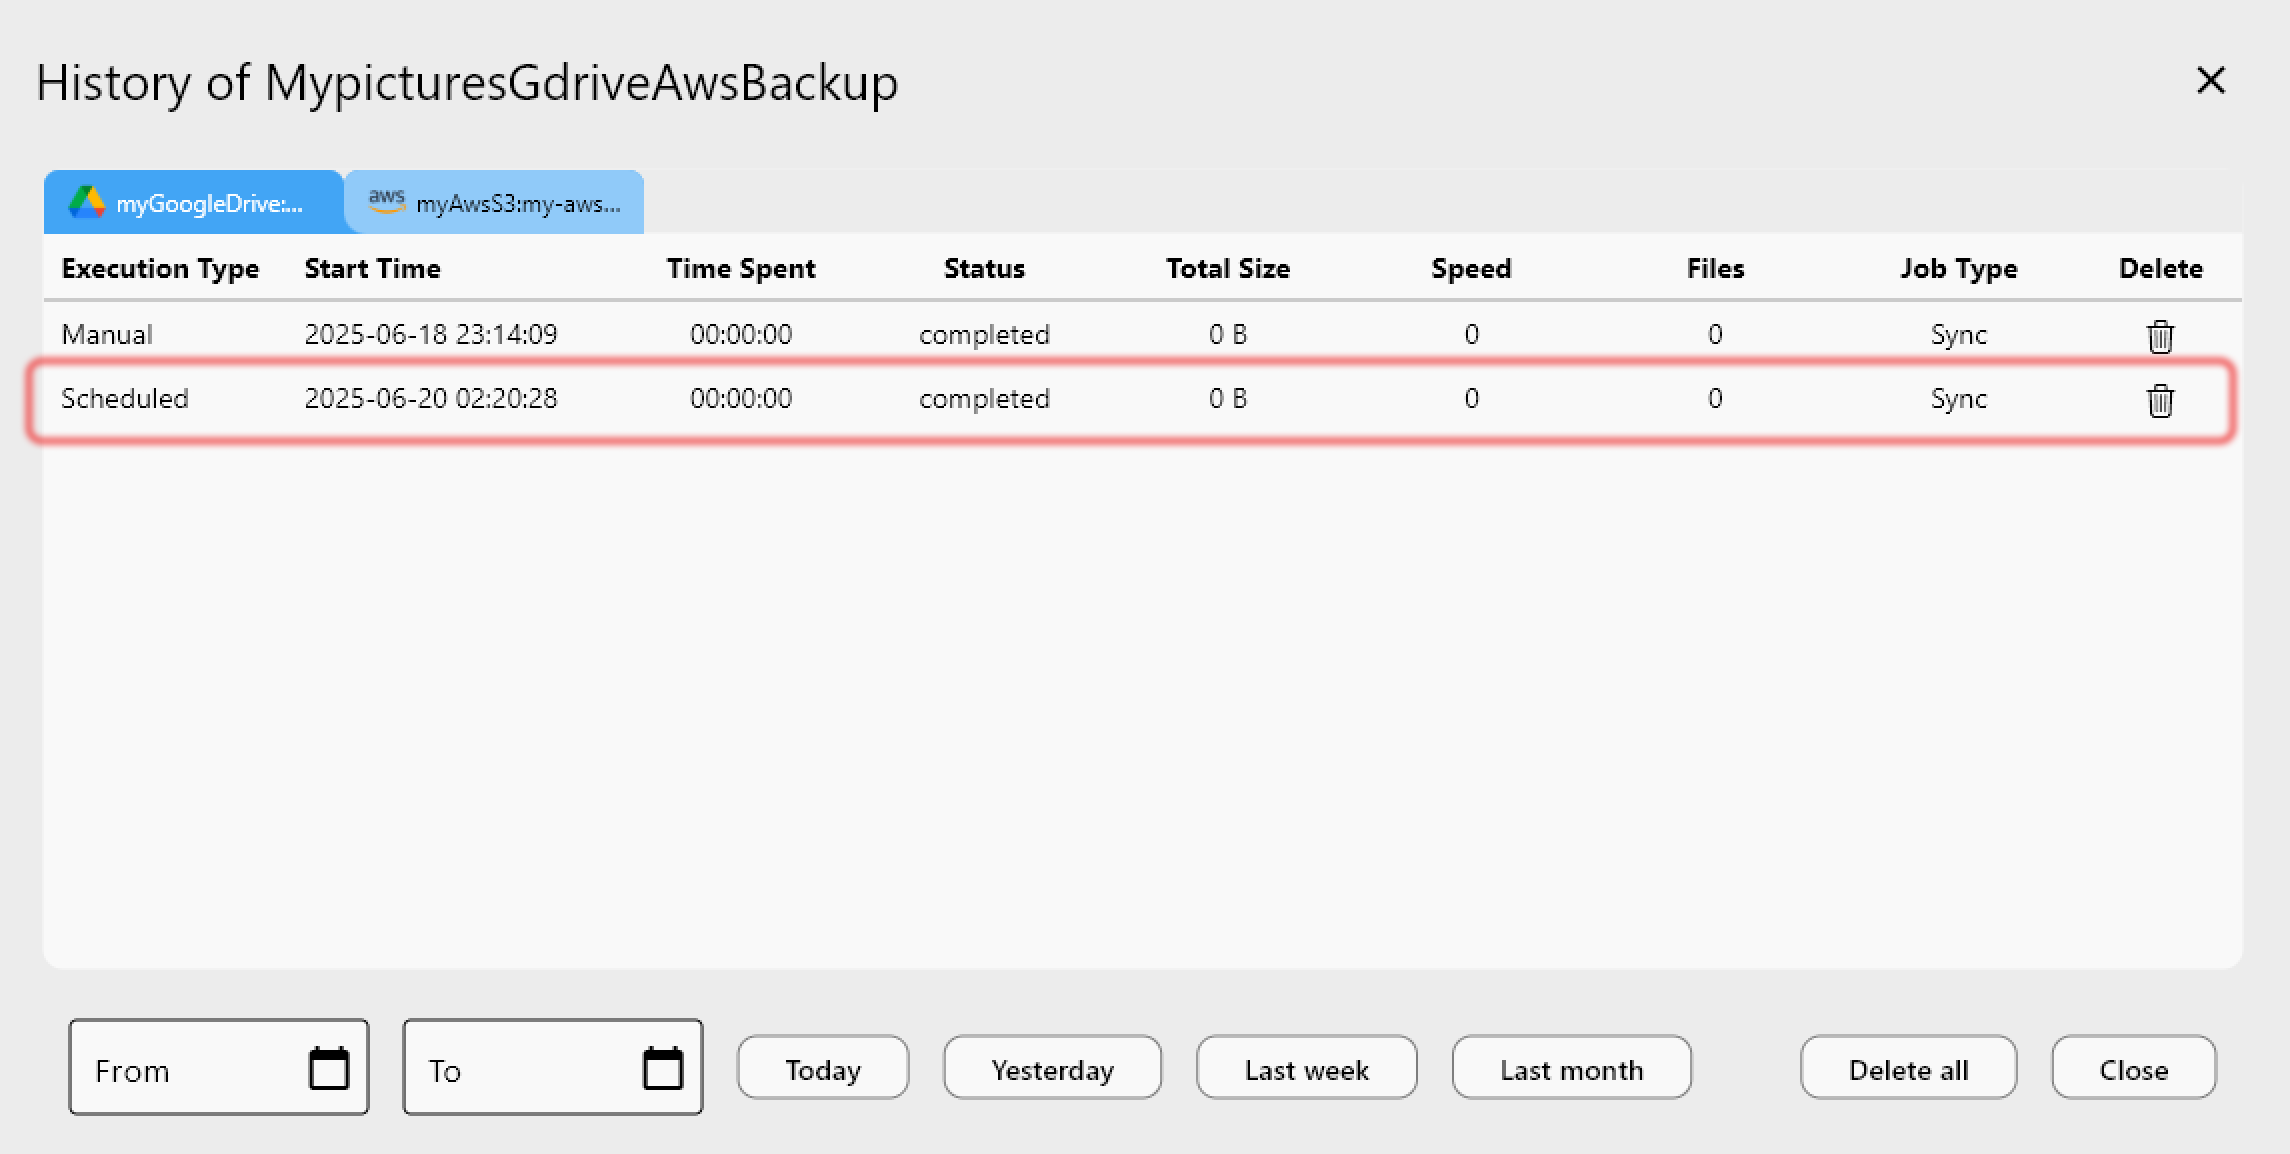 History of MypicturesGdriveAwsBackup
myGoogleDrive:... aws myAwsS3:my-aws...
Execution Type Start Time Time Spent Status Total Size Speed Files Job Type Delete
Manual 2025-06-18 23:14:09 00:00:00 completed 0 B 0 0 Sync
Scheduled 2025-06-20 02:20:28 00:00:00 completed 0 B 0 0 Sync
From To Today Yesterday Last week Last month Delete all Close